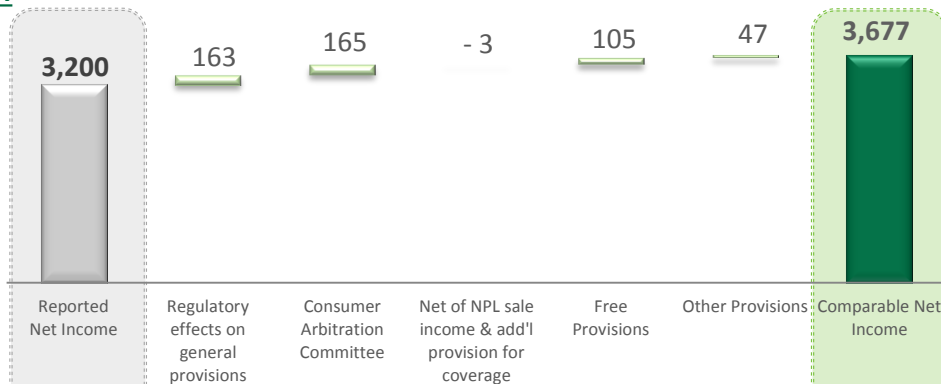 3,200
163
165
- 3
105
47
3,677
Reported
Net Income
Regulatory
effects on
general
provisions
Consumer
Arbitration
Committee
Net of NPL sale
income & add'l
provision for
coverage
Free
Provisions
Other Provisions
Comparable Net
Income